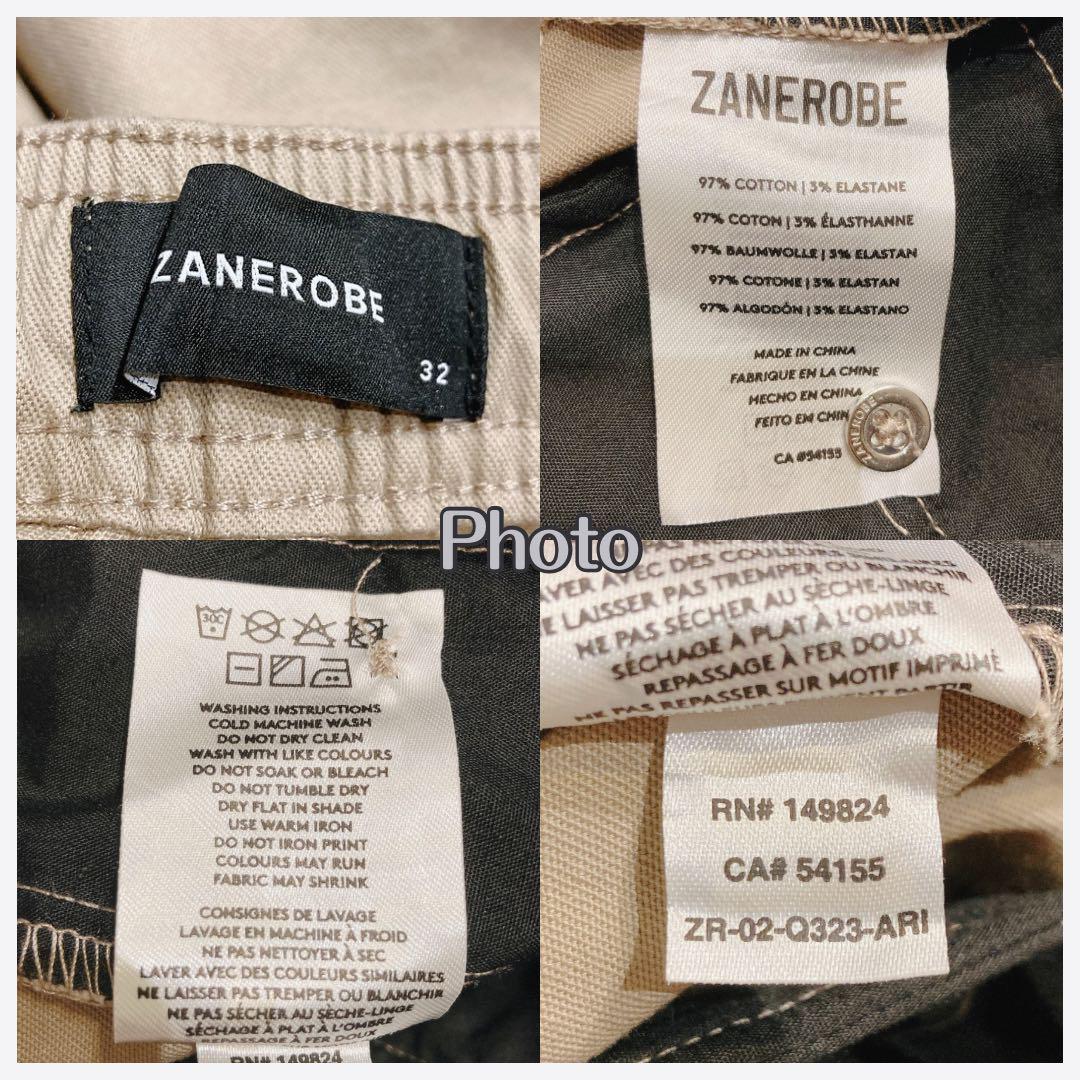 ZANEROBE
32
ZANEROBE
97% COTTON | 3% ELASTANE
97% COTON | 3% ÉLASTHANNE
97% BAUMWOLLE | 3% ELASTAN
97% COTONE | 3% ELASTAN
97% ALGODÓN | 3% ELASTANO
MADE IN CHINA
FABRIQUE EN LA CHINE
HECHO EN CHINA
FEITO EM CHIN
CA #54155
ZANEROBE
Photo
30C
WASHING INSTRUCTIONS
COLD MACHINE WASH
DO NOT DRY CLEAN
WASH WITH LIKE COLOURS
DO NOT SOAK OR BLEACH
DO NOT TUMBLE DRY
DRY FLAT IN SHADE
USE WARM IRON
DO NOT IRON PRINT
COLOURS MAY RUN
FABRIC MAY SHRINK
CONSIGNES DE LAVAGE
LAVAGE EN MACHINE À FROID
NE PAS NETTOYER À SEC
LAVER AVEC DES COULEURS SIMILAIRES
NE LAISSER PAS TREMPER OU BLANCHIR
NE PAS SÉCHER AU SÈCHE-LINGE
SÉCHAGE À PLAT À L'OMBRE
REPASSAGE À FER DOUX
RN# 149824
VER AVEC DES COULEURS
E LAISSER PAS TREMPER OU BLANCHIR
NE PAS SÉCHER AU SÈCHE-LINGE
SÉCHAGE À PLAT À L'OMBRE
REPASSAGE À FER DOUX
NE PAS REPASSER SUR MOTIF IMPRIMÉ
RN# 149824
CA# 54155
ZR-02-Q323-ARI